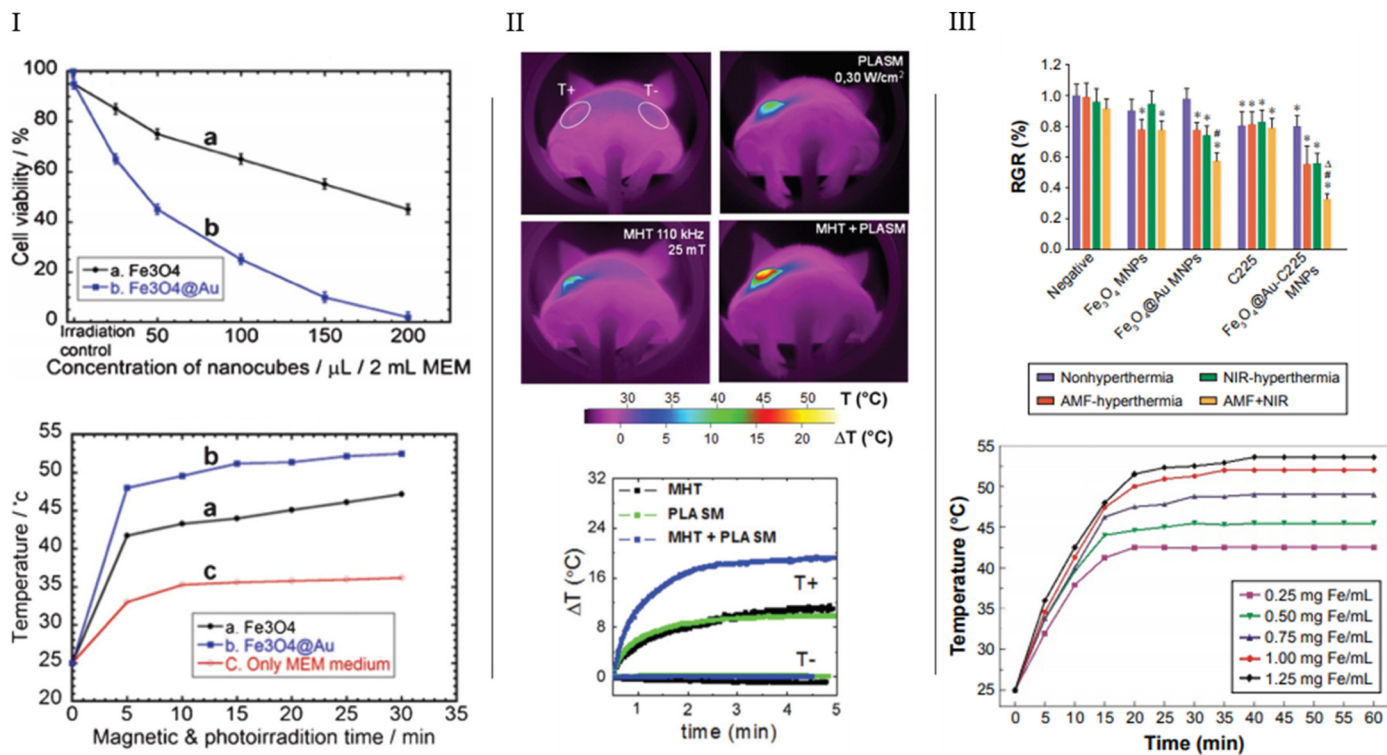 I
II
III
100
80
60
40
20
0
Cell viability / %
a
b
a. Fe3O4
b. Fe3O4@Au
Irradiation control
50
100
150
200
Concentration of nanocubes / μL / 2 mL MEM
55
50
45
40
35
30
25
20
Temperature / °c
b
a
c
a. Fe3O4
b. Fe3O4@Au
C. Only MEM medium
0
5
10
15
20
25
30
35
Magnetic & photoirradition time / min
T+
T-
PLASM
0,30 W/cm²
MHT 110 kHz
25 mT
MHT + PLASM
30
40
45
50
T (°C)
0
5
10
15
20
ΔT (°C)
32
24
16
8
0
ΔT (°C)
MHT
PLASM
MHT + PLASM
T+
T-
1
2
3
4
5
time (min)
1.2
1.0
0.8
0.6
0.4
1.2
0.0
RGR (%)
*
*
*
*
#
*
* * * *
*
*
*
Δ
#
*
Negative
Fe₃O₄ MNPs
Fe₃O₄@Au MNPs
C225
Fe₃O₄@Au-C225
MNPs
Nonhyperthermia
NIR-hyperthermia
AMF-hyperthermia
AMF+NIR
55
50
45
40
35
30
25
Temperature (°C)
0.25 mg Fe/mL
0.50 mg Fe/mL
0.75 mg Fe/mL
1.00 mg Fe/mL
1.25 mg Fe/mL
0 5 10 15 20 25 30 35 40 45 50 55 60
Time (min)